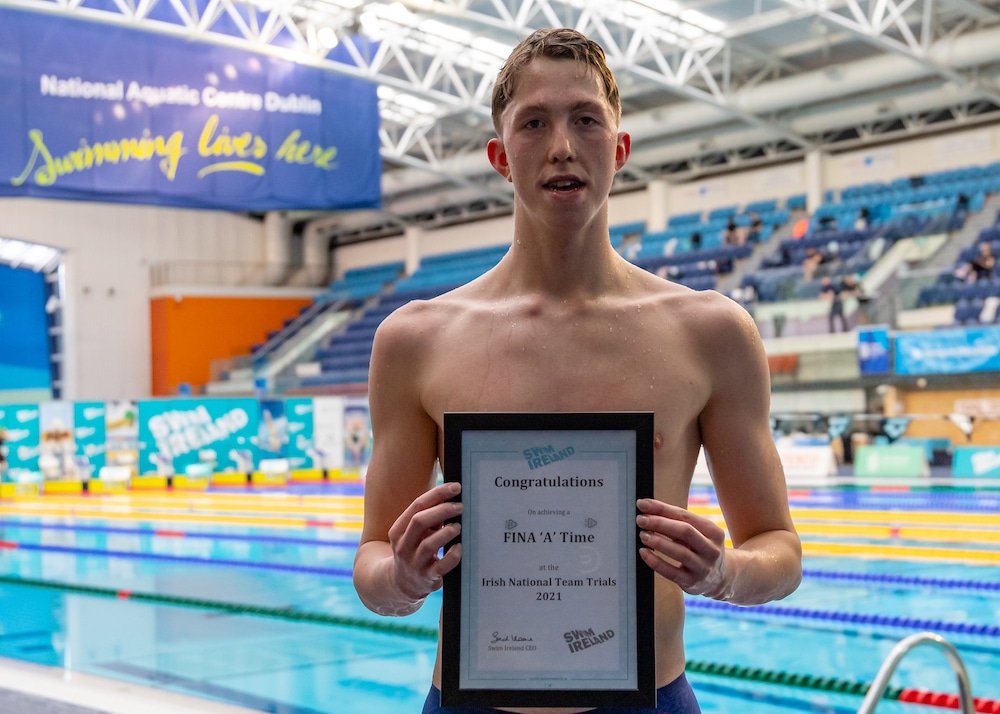 National Aquatic Centre Dublin
Swimming lives here
SWIM
IRELAND
SWIM
IRELAND
Congratulations
On achieving a
FINA 'A' Time
at the
Irish National Team Trials
2021
Swim Ireland CEO
SWIM
IRELAND